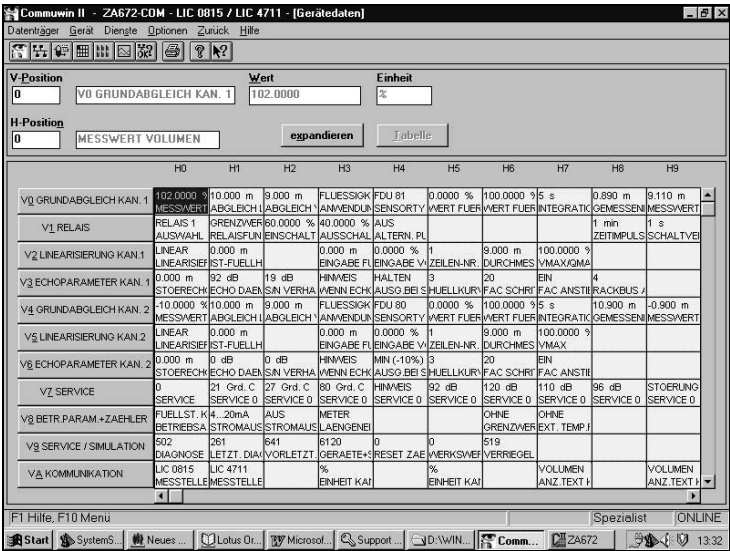 Commuwin II - ZA672-COM - LIC 0815 / LIC 4711 - [Gerätedaten]
Datenträger Gerät Dienste Optionen Zurück Hilfe
V-Position Wert Einheit
0 V0 GRUNDABGLEICH KAN. 1 102.0000 %
H-Position
0 MESSWERT VOLUMEN expandieren Tabelle
H0 H1 H2 H3 H4 H5 H6 H7 H8 H9
V0 GRUNDABGLEICH KAN. 1 102.0000 % 10.000 m 9.000 m FLUESSIGK FDU 81 0.0000 % 100.0000 % 5 s 0.890 m 9.110 m
MESSWERT ABGLEICH L ABGLEICH V ANWENDUN SENSORTY WERT FUER WERT FUER INTEGRATIO GEMESSENE MESSWERT
V1 RELAIS RELAIS 1 GRENZWER 60.0000 % 40.0000 % AUS 1 min 1 s
AUSWAHL RELAISFUN EINSCHALT AUSSCHAL ALTERN. PU ZEITIMPULS SCHALTVE
V2 LINEARISIERUNG KAN.1 LINEAR 0.000 m 0.000 m 0.0000 % 1 9.000 m 100.0000 %
LINEARISIER IST-FUELLH EINGABE FU EINGABE V ZEILEN-NR. DURCHMES VMAX/QMA
V3 ECHOPARAMETER KAN. 1 0.000 m 92 dB 19 dB HINWEIS HALTEN 3 20 EIN 4
STOERECH ECHO DAEM S/N VERHA WENN ECHO AUSG.BEI S HUELLKURV FAC SCHRI FAC ANSTIE RACKBUS A
V4 GRUNDABGLEICH KAN. 2 -10.0000 % 10.000 m 9.000 m FLUESSIGK FDU 80 0.0000 % 100.0000 % 5 s 10.900 m -0.900 m
MESSWERT ABGLEICH L ABGLEICH V ANWENDUN SENSORTY WERT FUER WERT FUER INTEGRATIO GEMESSEN MESSWERT
V5 LINEARISIERUNG KAN.2 LINEAR 0.000 m 0.000 m 0.0000 % 1 9.000 m 100.0000 %
LINEARISIER IST-FUELLH EINGABE FU EINGABE V ZEILEN-NR. DURCHMES VMAX
V6 ECHOPARAMETER KAN. 2 0.000 m 0 dB 0 dB HINWEIS MIN (-10%) 3 20 EIN
STOERECH ECHO DAEM S/N VERHA WENN ECHO AUSG.BEI S HUELLKURV FAC SCHRI FAC ANSTIE
V7 SERVICE 0 21 Grd. C 27 Grd. C 80 Grd. C HINWEIS 92 dB 120 dB 110 dB 96 dB STOERUNG
SERVICE SERVICE 0 SERVICE 0 SERVICE 0 SERVICE 0 SERVICE 0 SERVICE 0 SERVICE 0 SERVICE 0 SERVICE 0
V8 BETR.PARAM.+ZAEHLER FUELLST. K 4...20mA AUS METER OHNE OHNE
BETRIEBSA STROMAUS STROMAUS LAENGENEI GRENZWER EXT. TEMP.F
V9 SERVICE / SIMULATION 502 261 641 6120 0 0 519
DIAGNOSE LETZT. DIAG VORLETZT. GERAETE+S RESET ZAE WERKSWER VERRIEGEL
VA KOMMUNIKATION LIC 0815 LIC 4711 % % VOLUMEN VOLUMEN
MESSTELLE MESSTELLE EINHEIT KAN EINHEIT KAN ANZ.TEXT K ANZ.TEXT K
F1 Hilfe, F10 Menü Spezialist ONLINE
Start SystemS... Neues ... Lotus Or... Microsof... Support ... D:\WIN... Comm... ZA672 13:32